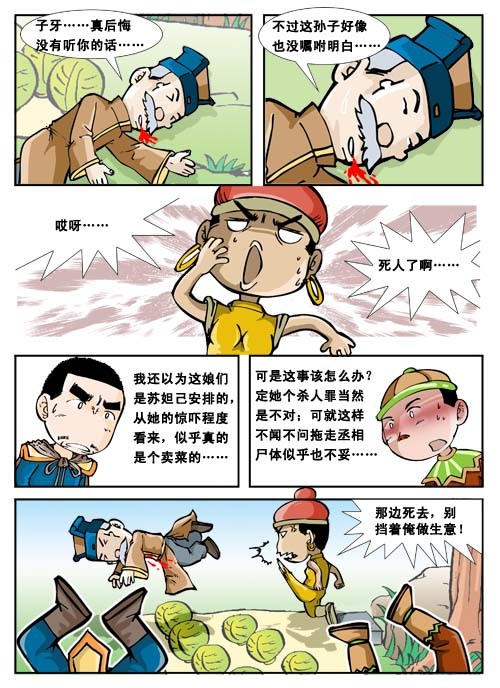 子牙……真后悔
没有听你的话……
不过这孙子好像
也没嘱咐明白……
哎呀……
死人了啊……
我还以为这娘们
是苏妲己安排的，
从她的惊吓程度
看来，似乎真的
是个卖菜的……
可是这事该怎么办？
定她个杀人罪当然
是不对；可就这样
不闻不问拖走丞相
尸体似乎也不妥……
那边死去，别
挡着俺做生意！